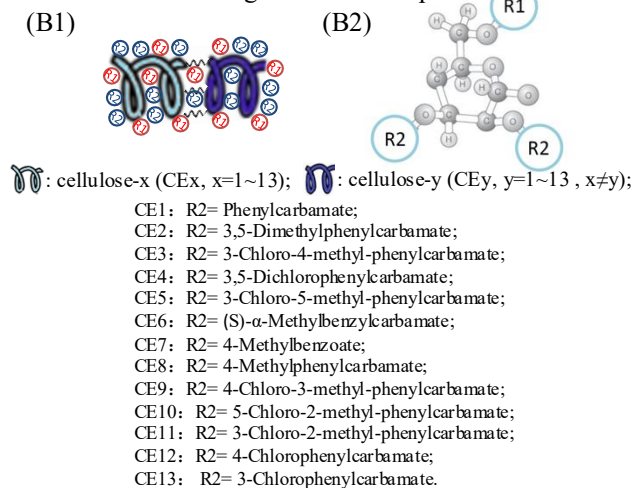 (B1)
(B2)
R1
R2
R2
: cellulose-x (CEx, x=1~13); : cellulose-y (CEy, y=1~13 , x≠y);
CE1: R2= Phenylcarbamate;
CE2: R2= 3,5-Dimethylphenylcarbamate;
CE3: R2= 3-Chloro-4-methyl-phenylcarbamate;
CE4: R2= 3,5-Dichlorophenylcarbamate;
CE5: R2= 3-Chloro-5-methyl-phenylcarbamate;
CE6: R2= (S)-α-Methylbenzylcarbamate;
CE7: R2= 4-Methylbenzoate;
CE8: R2= 4-Methylphenylcarbamate;
CE9: R2= 4-Chloro-3-methyl-phenylcarbamate;
CE10: R2= 5-Chloro-2-methyl-phenylcarbamate;
CE11: R2= 3-Chloro-2-methyl-phenylcarbamate;
CE12: R2= 4-Chlorophenylcarbamate;
CE13: R2= 3-Chlorophenylcarbamate.